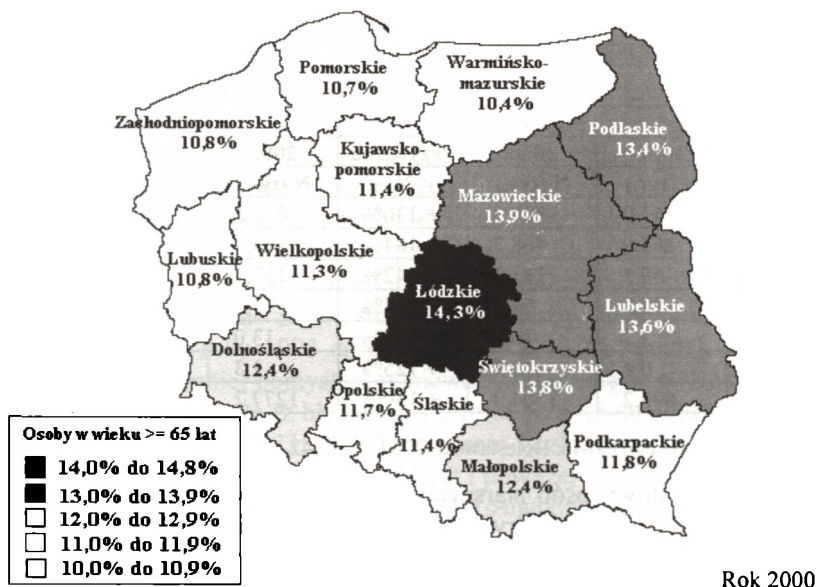 Pomorskie
10,7%
Warmińsko-
mazurskie
10,4%
Zachodniopomorskie
10,8%
Kujawsko-
pomorskie
11,4%
Podlaskie
13,4%
Mazowieckie
13,9%
Lubuskie
10,8%
Wielkopolskie
11,3%
Łódzkie
14,3%
Lubelskie
13,6%
Dolnośląskie
12,4%
Opolskie
11,7%
Śląskie
11,4%
Świętokrzyskie
13,8%
Małopolskie
12,4%
Podkarpackie
11,8%
Osoby w wieku >= 65 lat
14,0% do 14,8%
13,0% do 13,9%
12,0% do 12,9%
11,0% do 11,9%
10,0% do 10,9%
Rok 2000